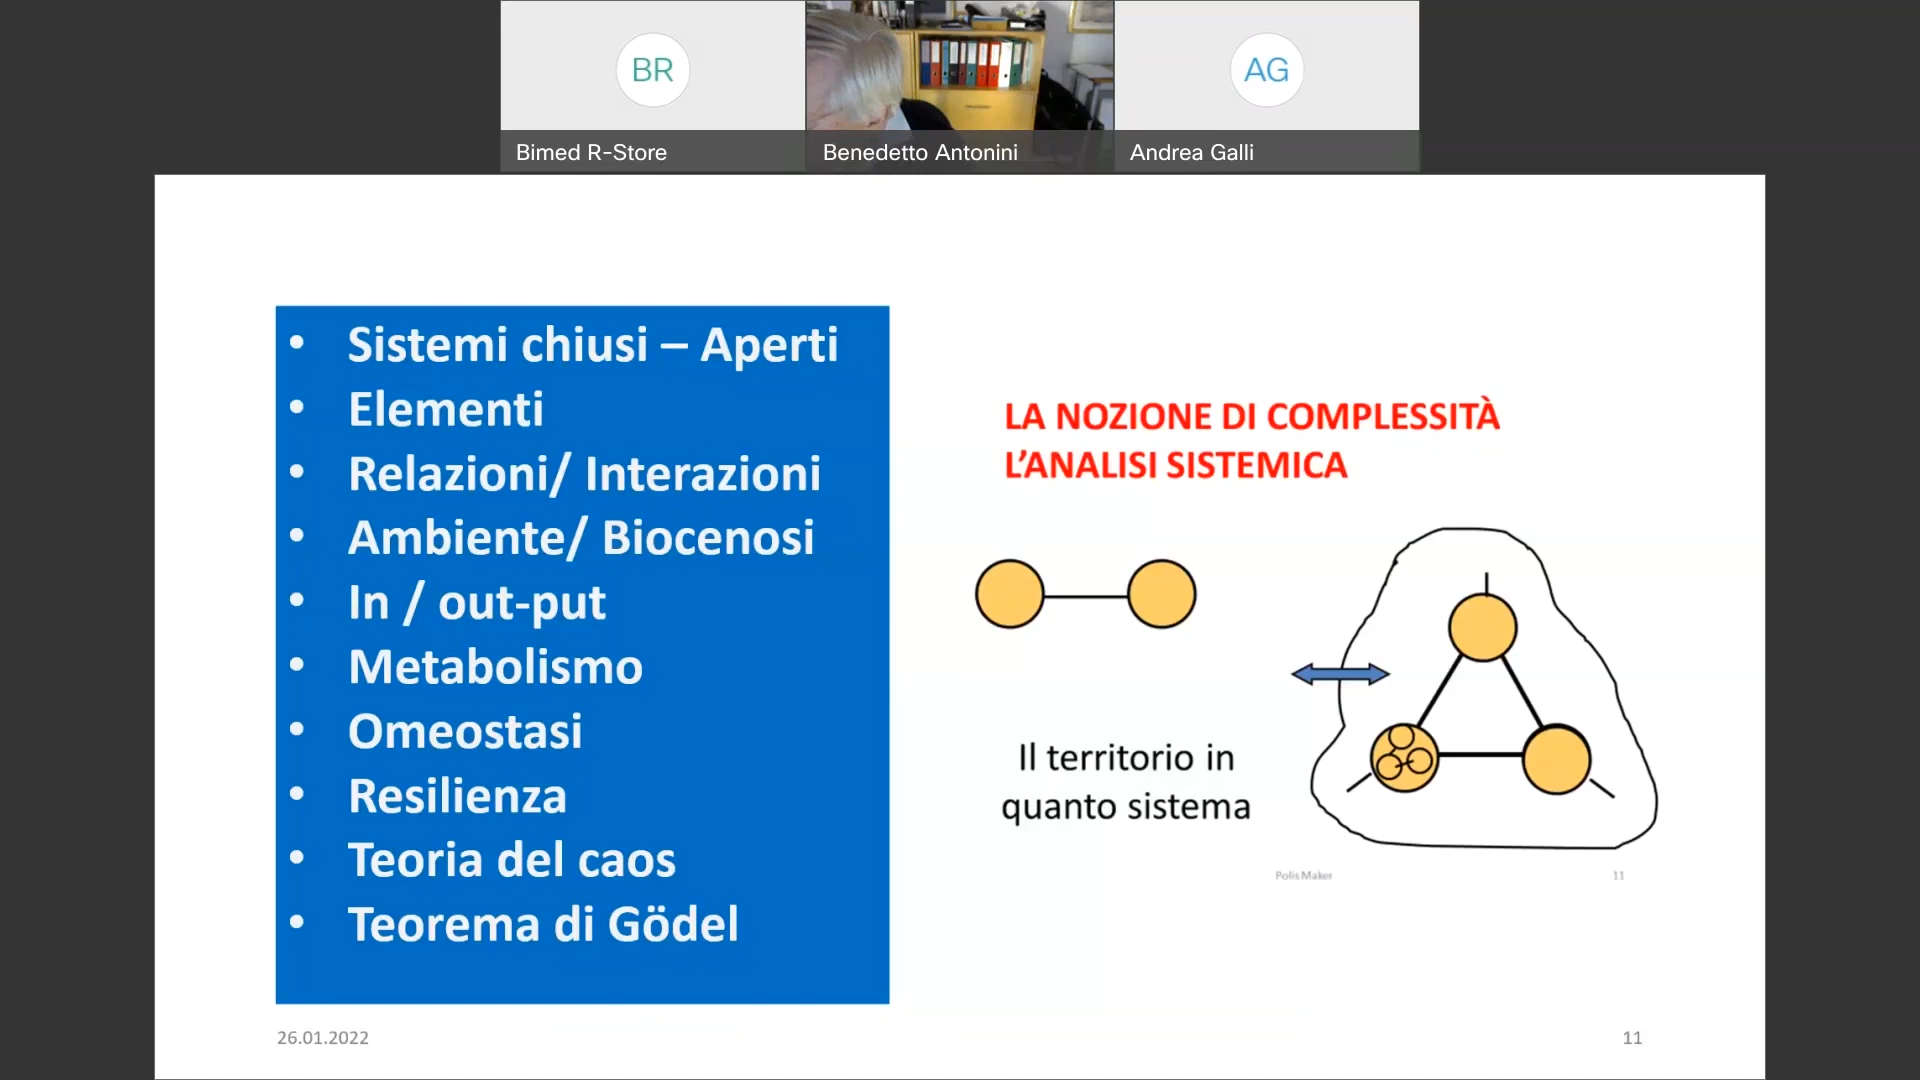 BR
AG
Bimed R-Store
Benedetto Antonini
Andrea Galli
• Sistemi chiusi – Aperti
• Elementi
• Relazioni/ Interazioni
• Ambiente/ Biocenosi
• In / out-put
• Metabolismo
• Omeostasi
• Resilienza
• Teoria del caos
• Teorema di Gödel
LA NOZIONE DI COMPLESSITÀ
L’ANALISI SISTEMICA
Il territorio in
quanto sistema
Polis Maker
11
26.01.2022
11